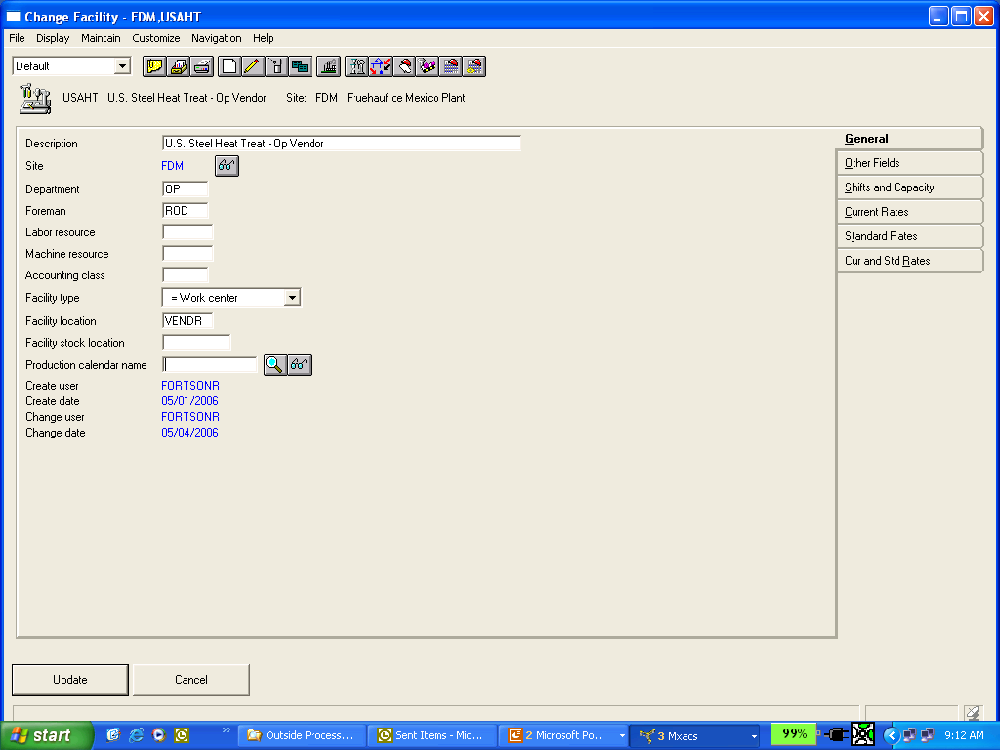 Change Facility - FDM,USAHT
File Display Maintain Customize Navigation Help
Default
USAHT U.S. Steel Heat Treat - Op Vendor Site: FDM Fruehauf de Mexico Plant
Description U.S. Steel Heat Treat - Op Vendor
Site FDM
Department OP
Foreman ROD
Labor resource
Machine resource
Accounting class
Facility type = Work center
Facility location VENDR
Facility stock location
Production calendar name
Create user FORTSONR
Create date 05/01/2006
Change user FORTSONR
Change date 05/04/2006
General
Other Fields
Shifts and Capacity
Current Rates
Standard Rates
Cur and Std Rates
Update Cancel
start Outside Process... Sent Items - Mic... 2 Microsoft Po... 3 Mxacs 99% 9:12 AM